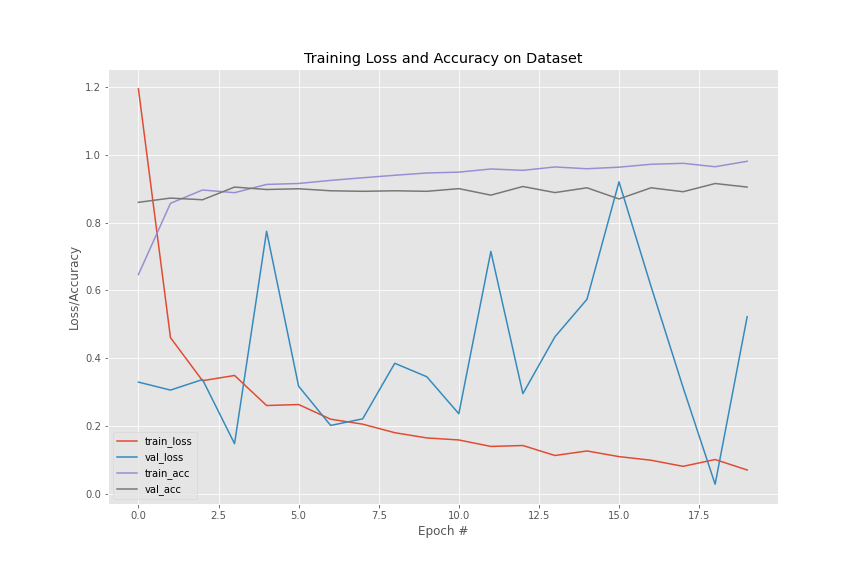 Training Loss and Accuracy on Dataset
Loss/Accuracy
1.2
1.0
0.8
0.6
0.4
0.2
0.0
train_loss
val_loss
train_acc
val_acc
0.0 2.5 5.0 7.5 10.0 12.5 15.0 17.5
Epoch #